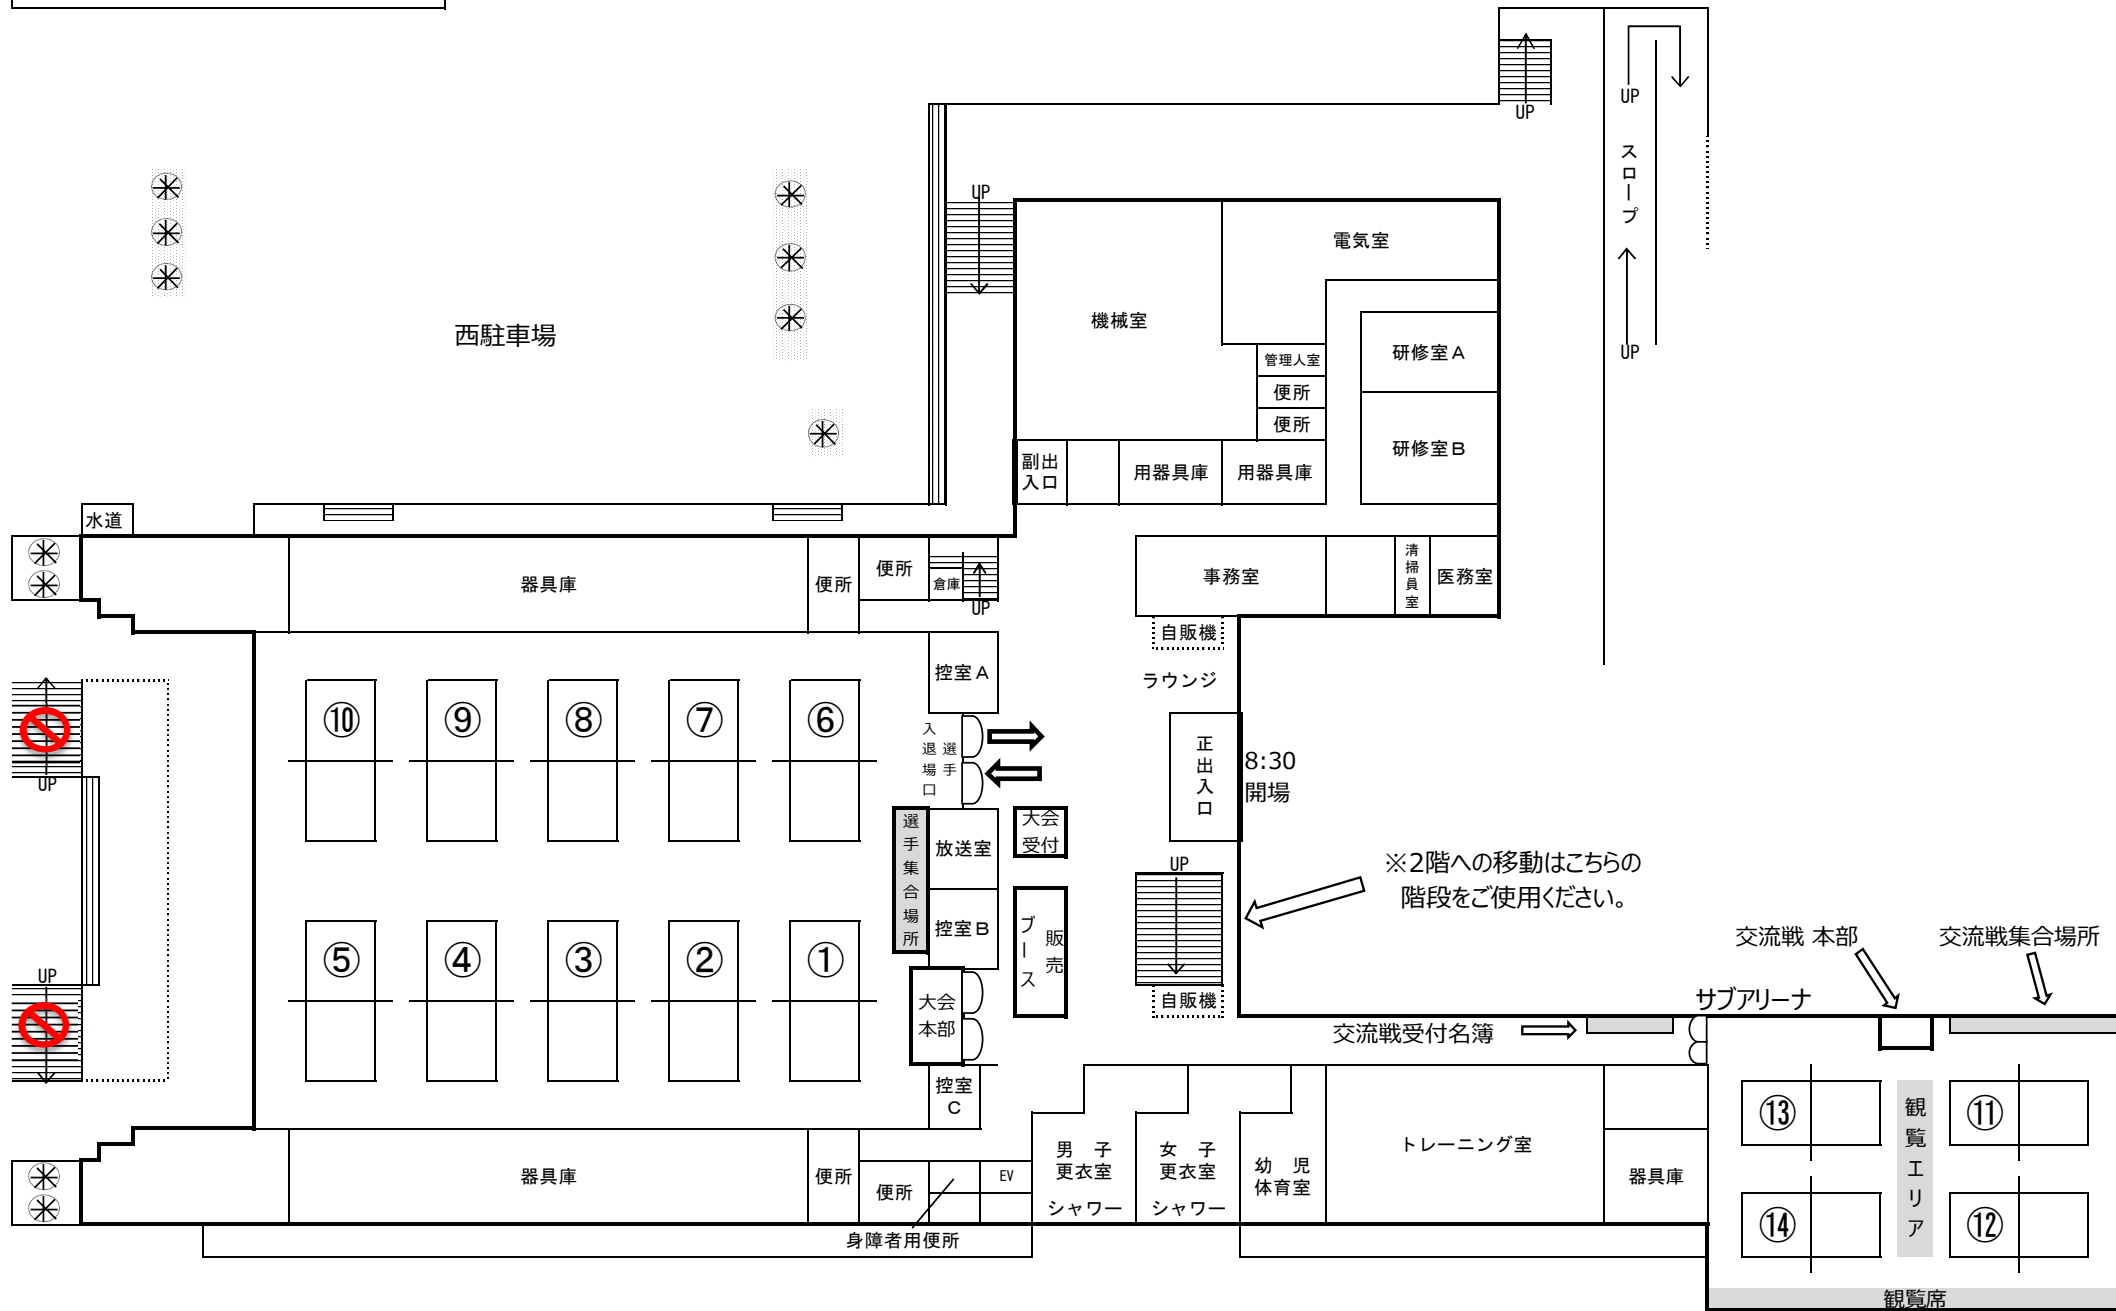 UP
UP
スロープ
UP
UP
電気室
機械室
西駐車場
研修室A
管理人室
便所
便所
研修室B
副出
入口
用器具庫
用器具庫
水道
器具庫
便所
便所
倉庫
UP
事務室
清掃員室
医務室
自販機
控室A
ラウンジ
⑩
⑨
⑧
⑦
⑥
選手
入退場口
正出入口
8:30
開場
UP
選手集合場所
放送室
大会
受付
UP
※2階への移動はこちらの
階段をご使用ください。
控室B
販売
ブース
⑤
④
③
②
①
UP
大会
本部
自販機
交流戦 本部
交流戦集合場所
サブアリーナ
交流戦受付名簿
控室
C
⑬
観覧エリア
⑪
器具庫
便所
便所
EV
男 子
更衣室
シャワー
女 子
更衣室
シャワー
幼 児
体育室
トレーニング室
器具庫
⑭
⑫
身障者用便所
観覧席